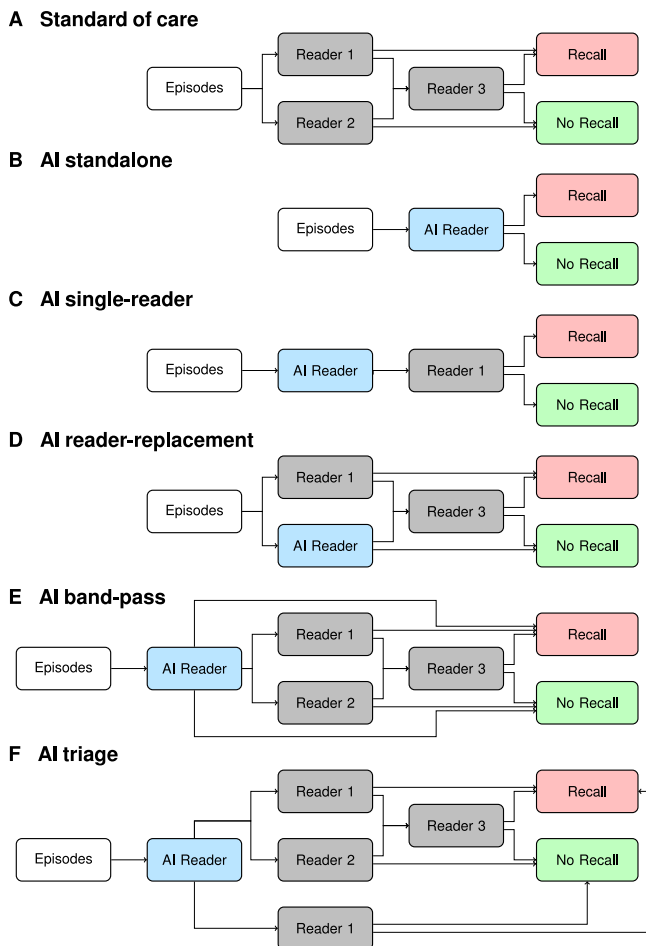 A Standard of care
Reader 1
Recall
Episodes
Reader 3
Reader 2
No Recall
B AI standalone
Recall
Episodes
AI Reader
No Recall
C AI single-reader
Recall
Episodes
AI Reader
Reader 1
No Recall
D AI reader-replacement
Reader 1
Recall
Episodes
Reader 3
AI Reader
No Recall
E AI band-pass
Reader 1
Recall
Episodes
AI Reader
Reader 3
Reader 2
No Recall
F AI triage
Reader 1
Recall
Reader 3
Episodes
AI Reader
Reader 2
No Recall
Reader 1